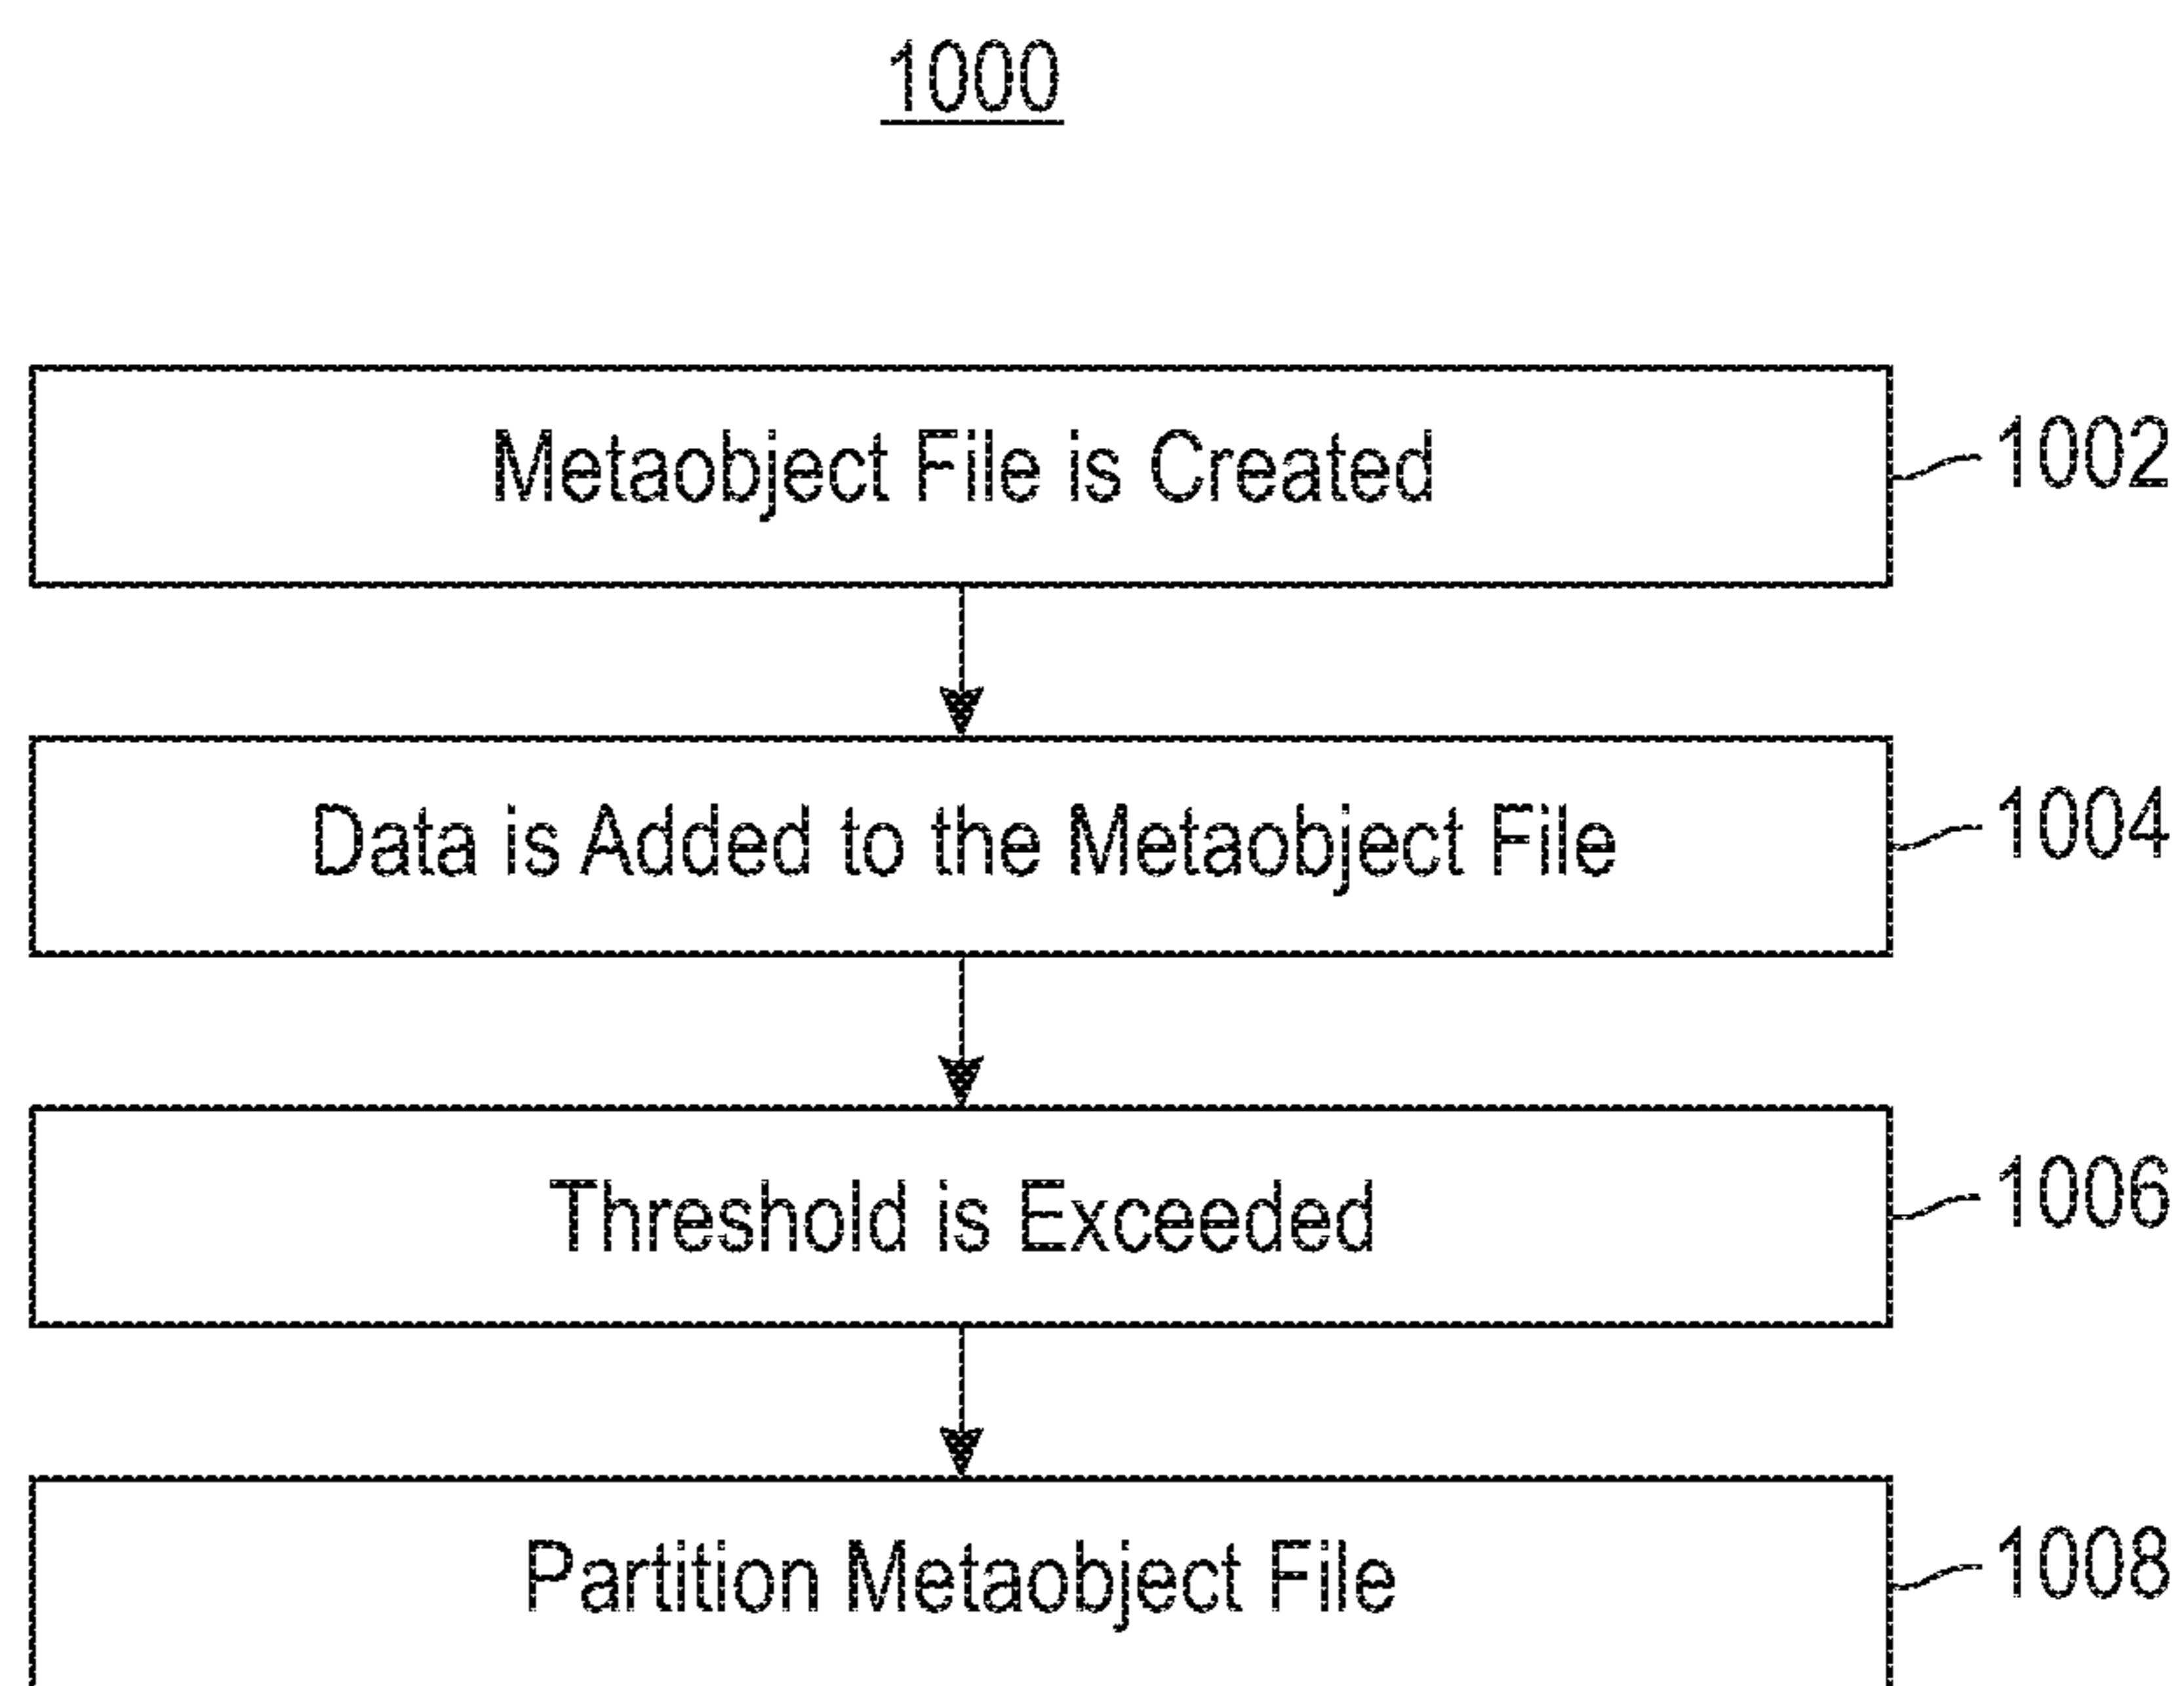 1000
Metaobject File is Created
1002
Data is Added to the Metaobject File
1004
Threshold is Exceeded
1006
Partition Metaobject File
1008